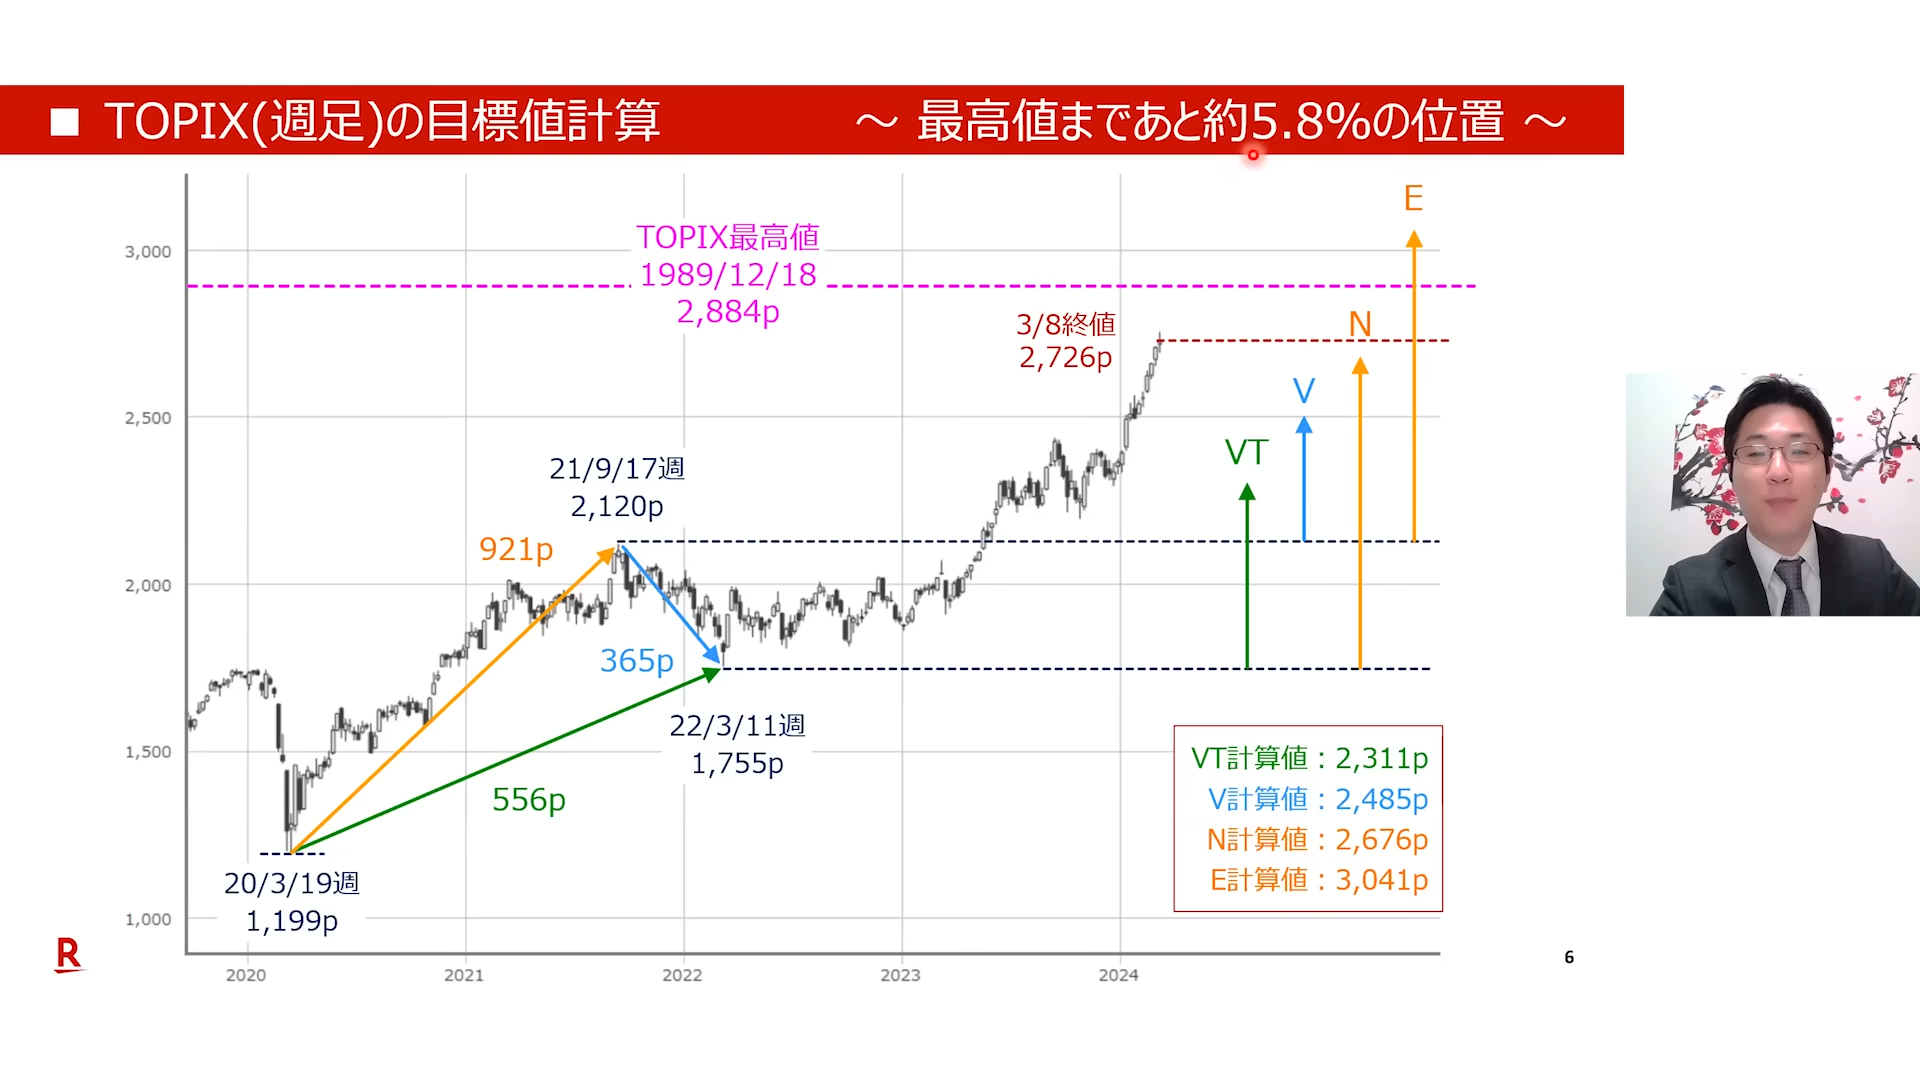 ■ TOPIX(週足)の目標値計算 ～ 最高値まであと約5.8%の位置 ～
E
TOPIX最高値
1989/12/18
2,884p
3,000
3/8終値
2,726p
N
V
2,500
VT
21/9/17週
2,120p
921p
2,000
365p
22/3/11週
1,755p
1,500
556p
VT計算値：2,311p
V計算値：2,485p
N計算値：2,676p
E計算値：3,041p
20/3/19週
1,199p
1,000
R
6
2020 2021 2022 2023 2024